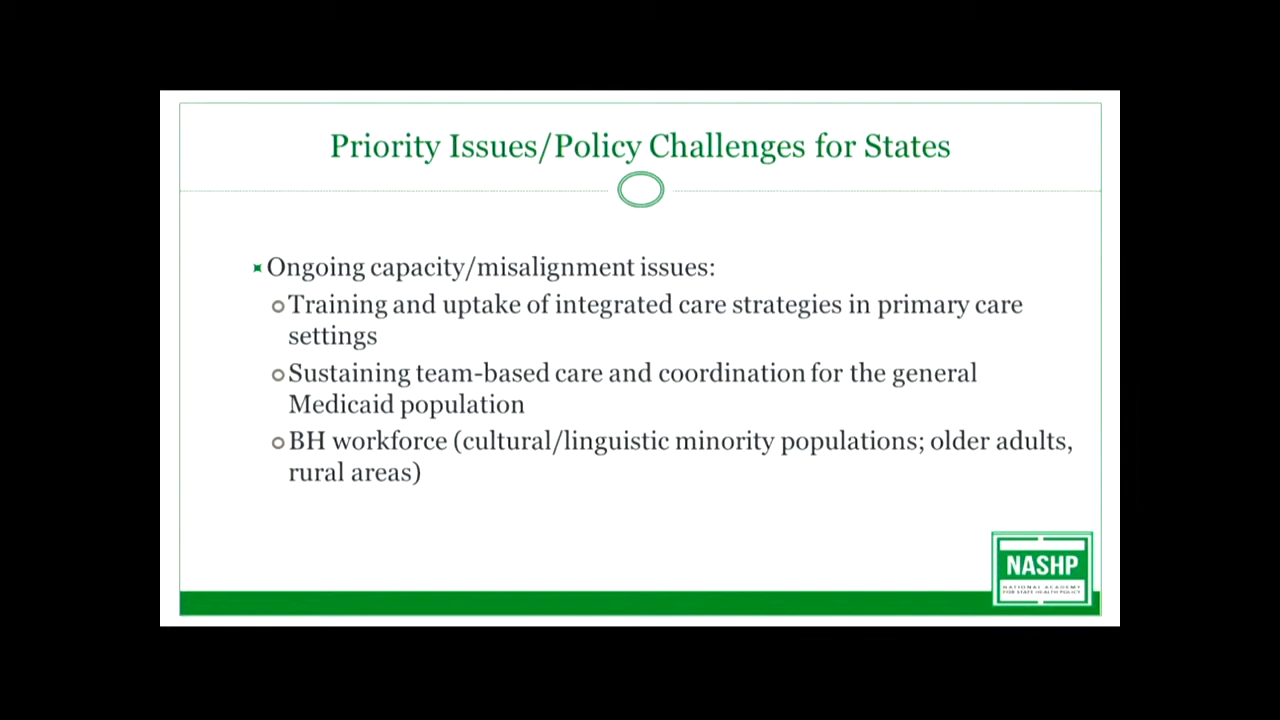 Priority Issues/Policy Challenges for States
Ongoing capacity/misalignment issues:
Training and uptake of integrated care strategies in primary care
settings
Sustaining team-based care and coordination for the general
Medicaid population
BH workforce (cultural/linguistic minority populations; older adults,
rural areas)
NASHP
NATIONAL ACADEMY
FOR STATE HEALTH POLICY